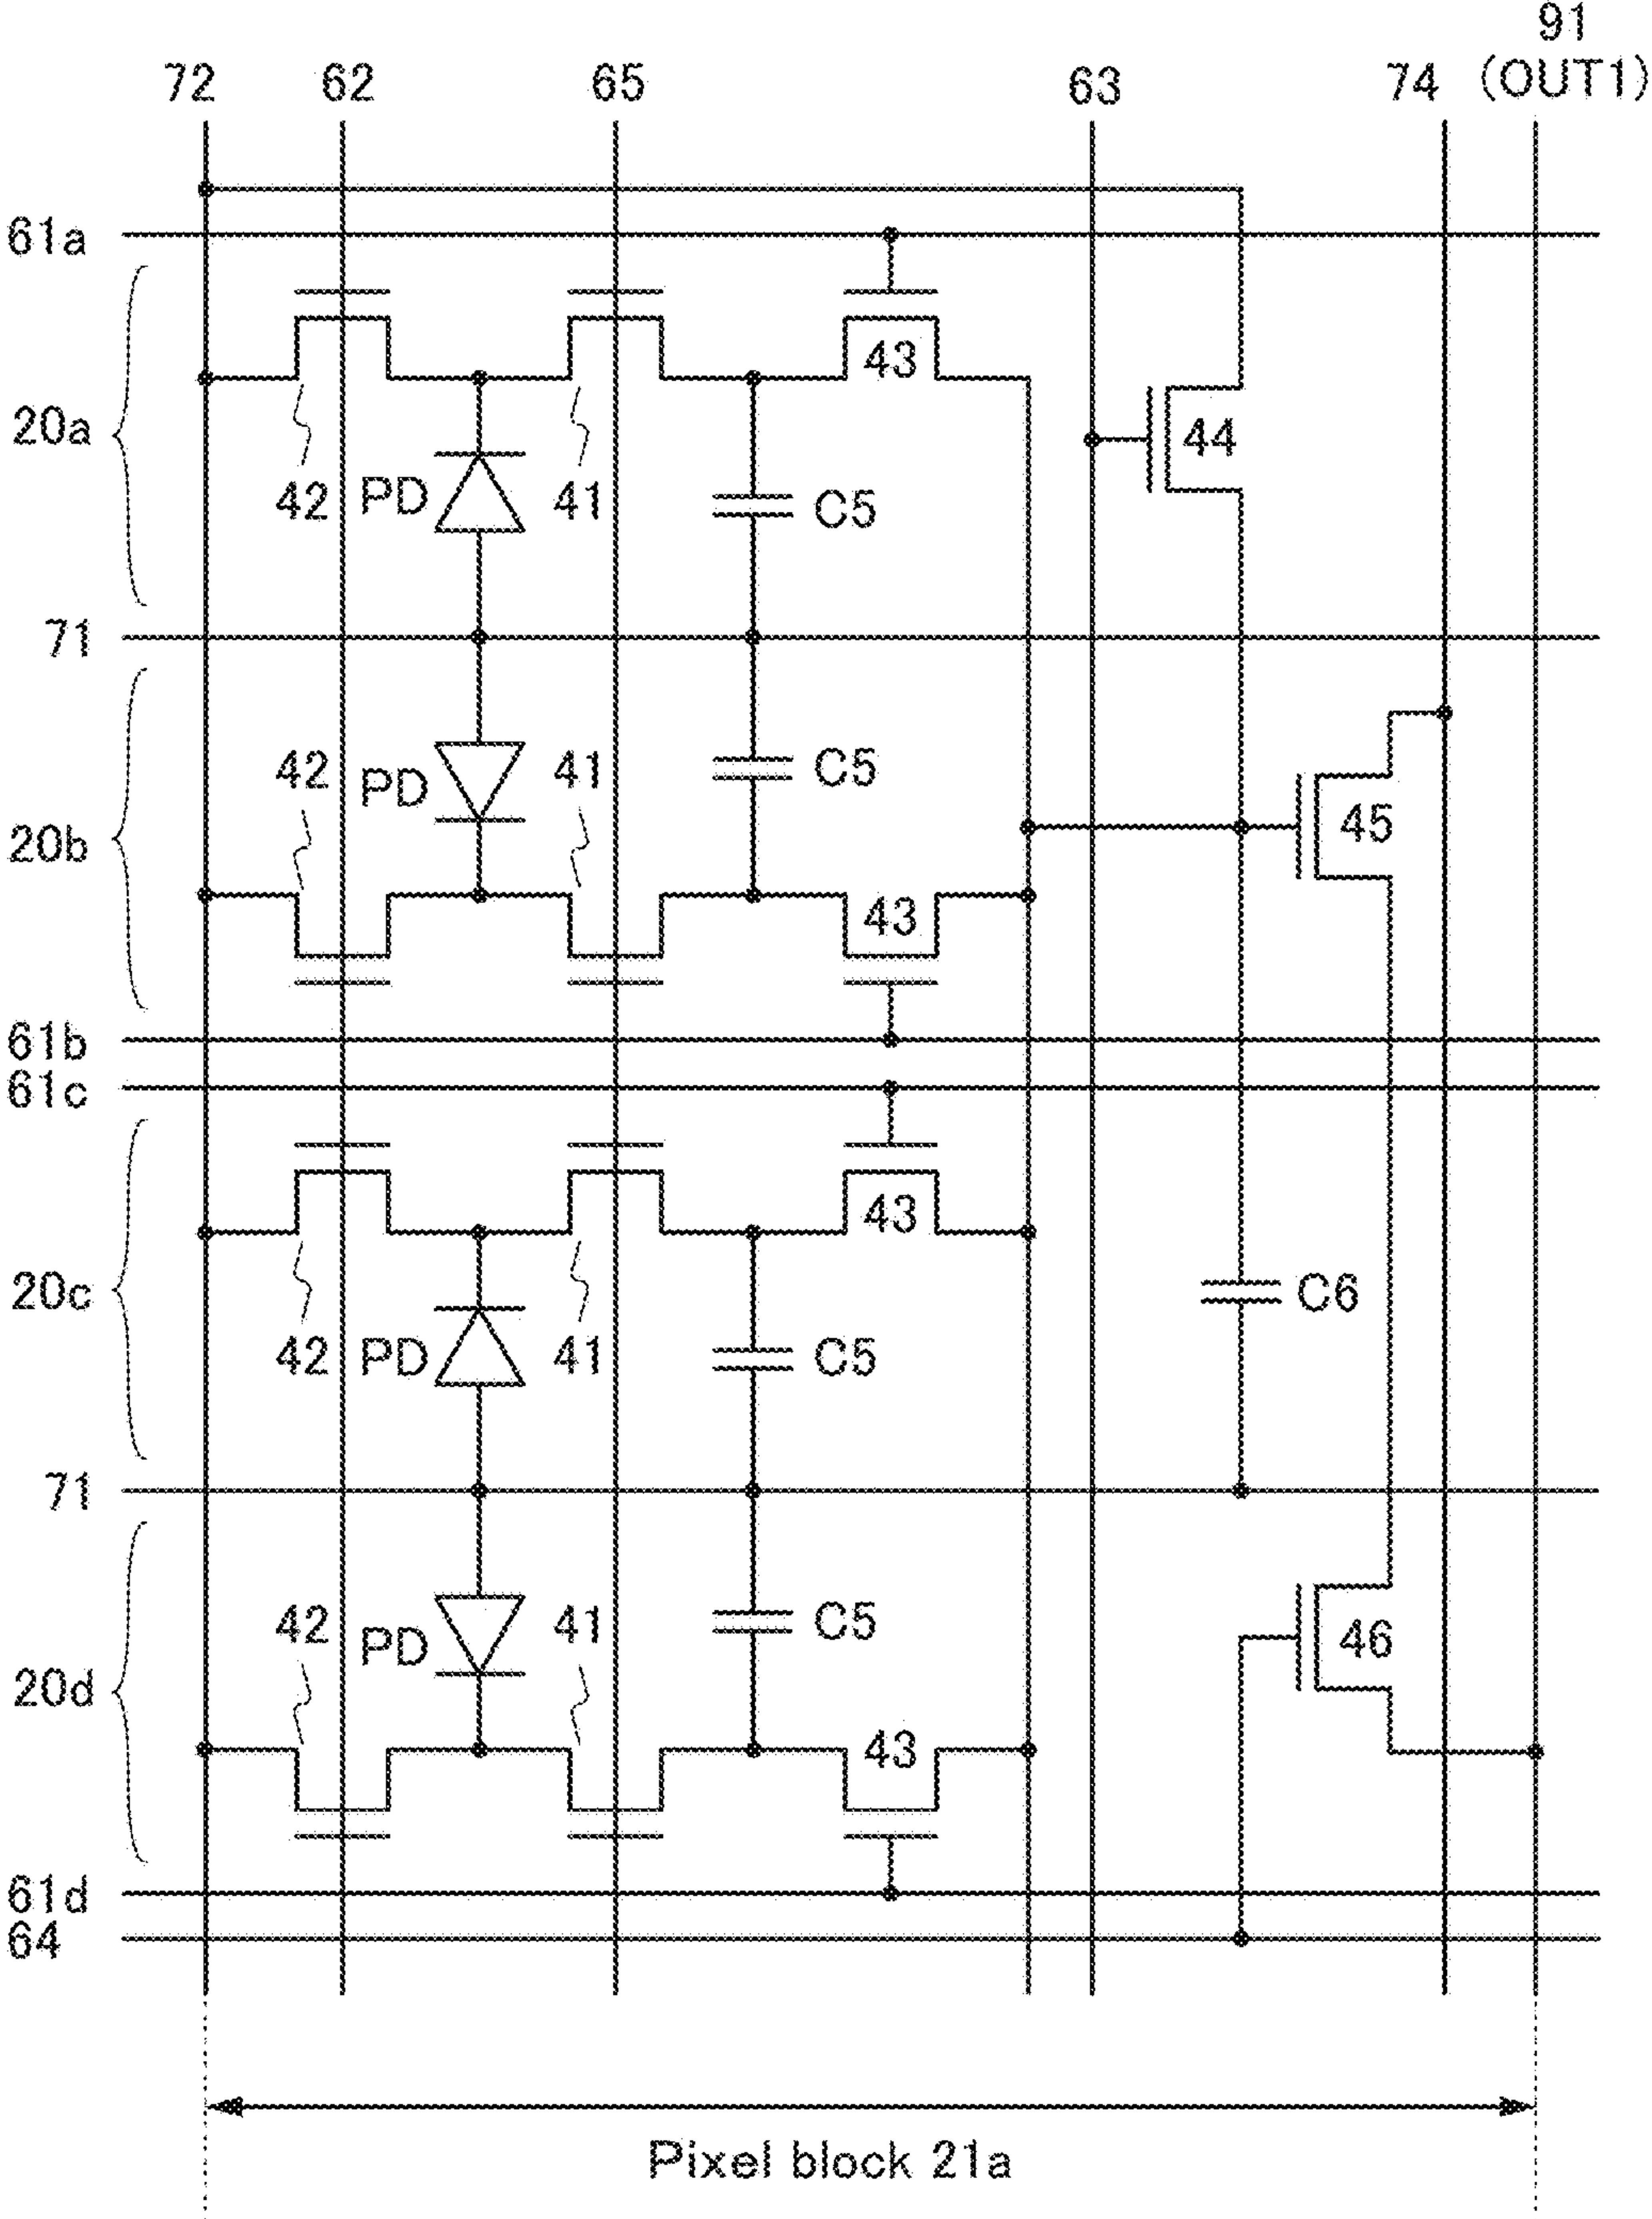 91
72 62 65 63 74 (OUT1)
61a
43
20a
44
42 PD 41 C5
71
42 PD 41 C5
45
20b
43
61b
61c
43
20c
C6
42 PD 41 C5
71
42 PD 41 C5
46
20d
43
61d
64
Pixel block 21a